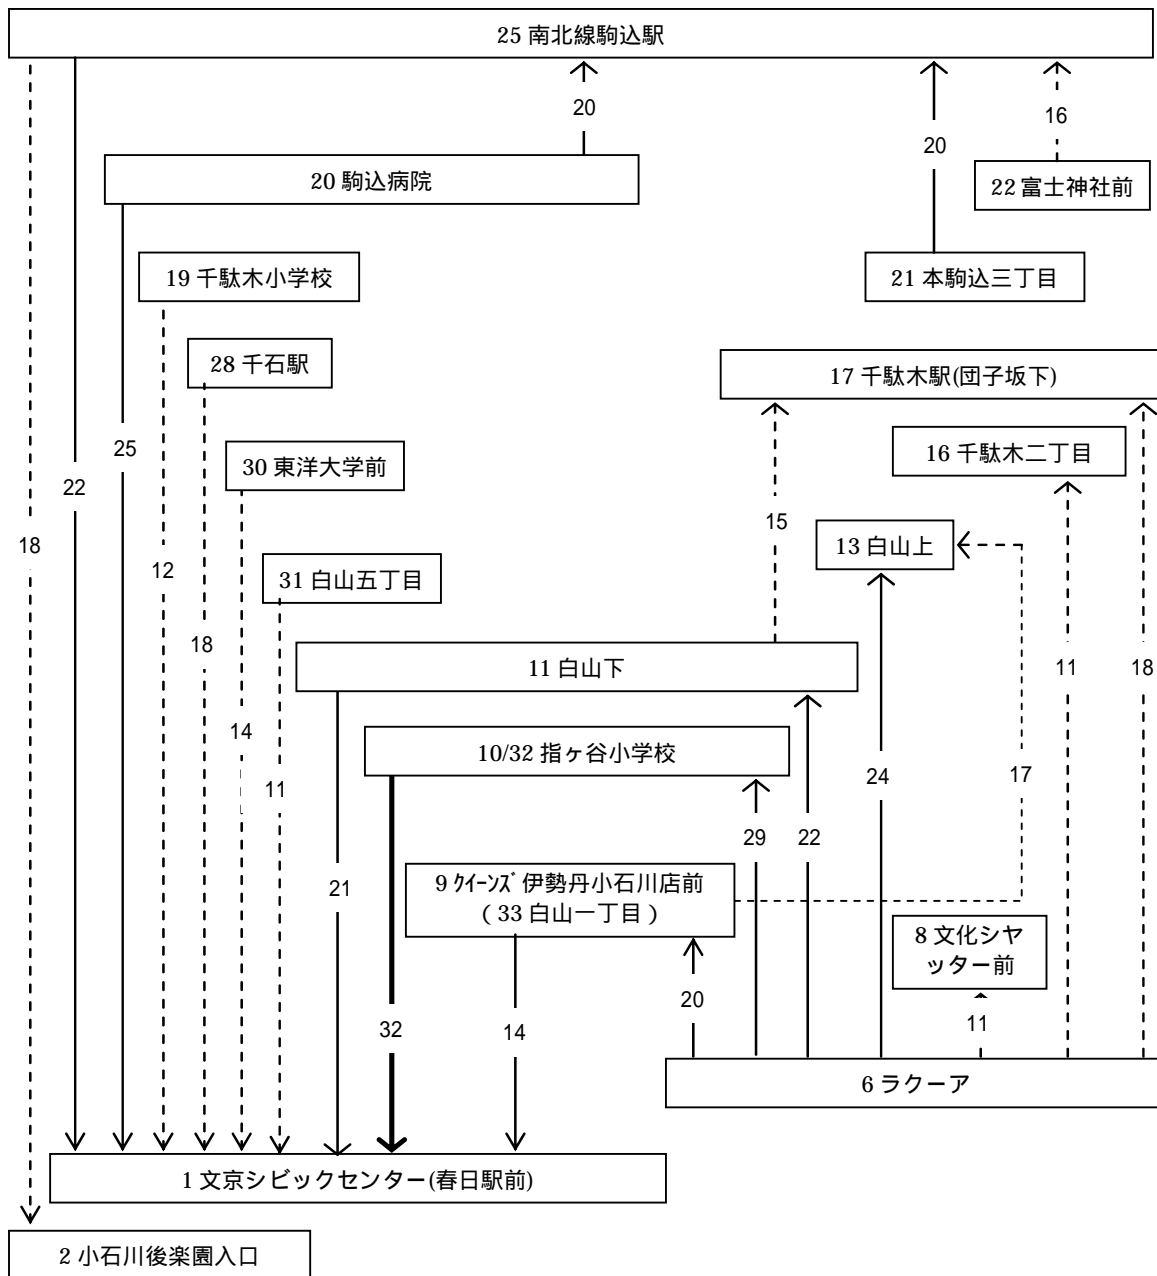 25 南北線駒込駅
20
20
16
20 駒込病院
22 富士神社前
19 千駄木小学校
21 本駒込三丁目
28 千石駅
17 千駄木駅(団子坂下)
25
30 東洋大学前
16 千駄木二丁目
22
18
15
13 白山上
12
31 白山五丁目
18
11 白山下
11
18
14
10/32 指ヶ谷小学校
11
24
17
29
22
21
9 クイーンズ伊勢丹小石川店前
(33 白山一丁目)
8 文化シヤ
ッター前
20
32
14
11
6 ラクーア
1 文京シビックセンター(春日駅前)
2 小石川後楽園入口